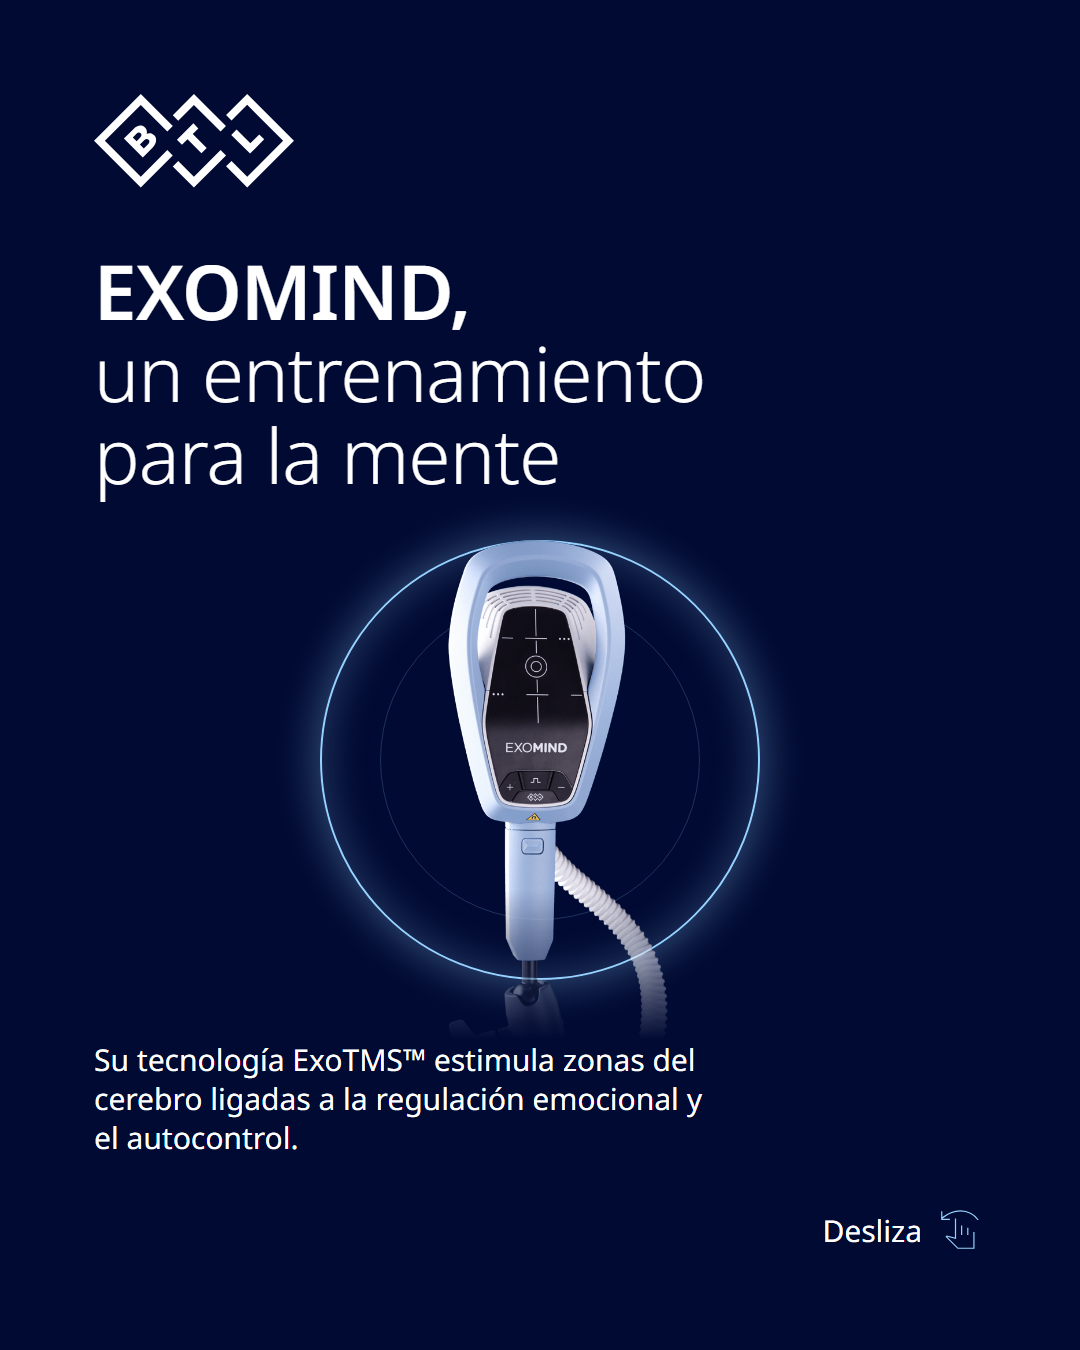 BTL
EXOMIND,
un entrenamiento
para la mente
EXOMIND
Su tecnología ExoTMS™ estimula zonas del
cerebro ligadas a la regulación emocional y
el autocontrol.
Desliza